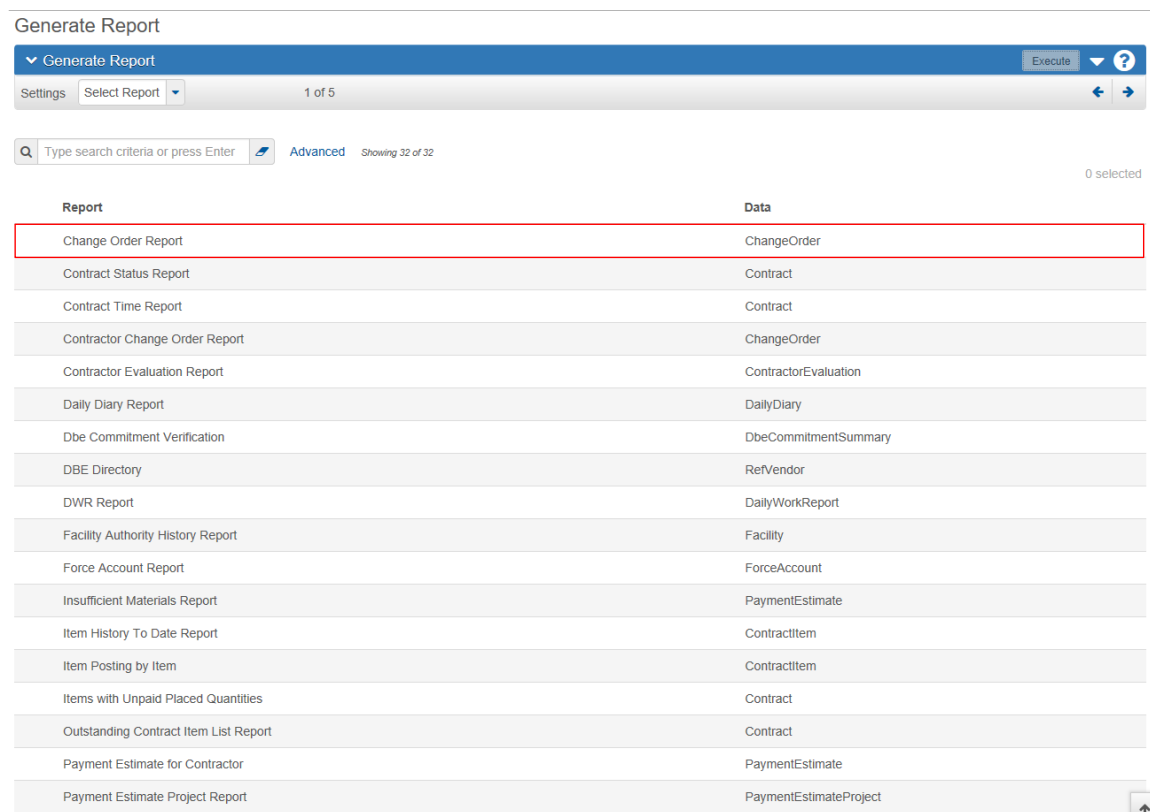 Generate Report
Generate Report Execute ?
Settings Select Report 1 of 5
Type search criteria or press Enter Advanced Showing 32 of 32
0 selected
Report Data
Change Order Report ChangeOrder
Contract Status Report Contract
Contract Time Report Contract
Contractor Change Order Report ChangeOrder
Contractor Evaluation Report ContractorEvaluation
Daily Diary Report DailyDiary
Dbe Commitment Verification DbeCommitmentSummary
DBE Directory RefVendor
DWR Report DailyWorkReport
Facility Authority History Report Facility
Force Account Report ForceAccount
Insufficient Materials Report PaymentEstimate
Item History To Date Report ContractItem
Item Posting by Item ContractItem
Items with Unpaid Placed Quantities Contract
Outstanding Contract Item List Report Contract
Payment Estimate for Contractor PaymentEstimate
Payment Estimate Project Report PaymentEstimateProject